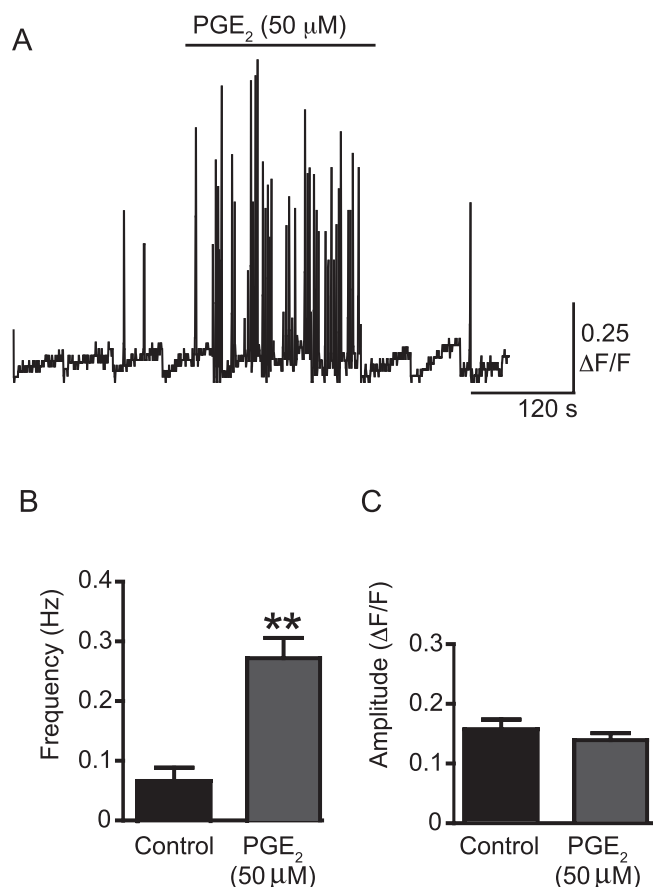 A
PGE2 (50 µM)
0.25
ΔF/F
120 s
B
C
Frequency (Hz)
0.4
0.3
0.2
0.1
0
**
Control
PGE2
(50 µM)
Amplitude (ΔF/F)
0.3
0.2
0.1
0
Control
PGE2
(50 µM)